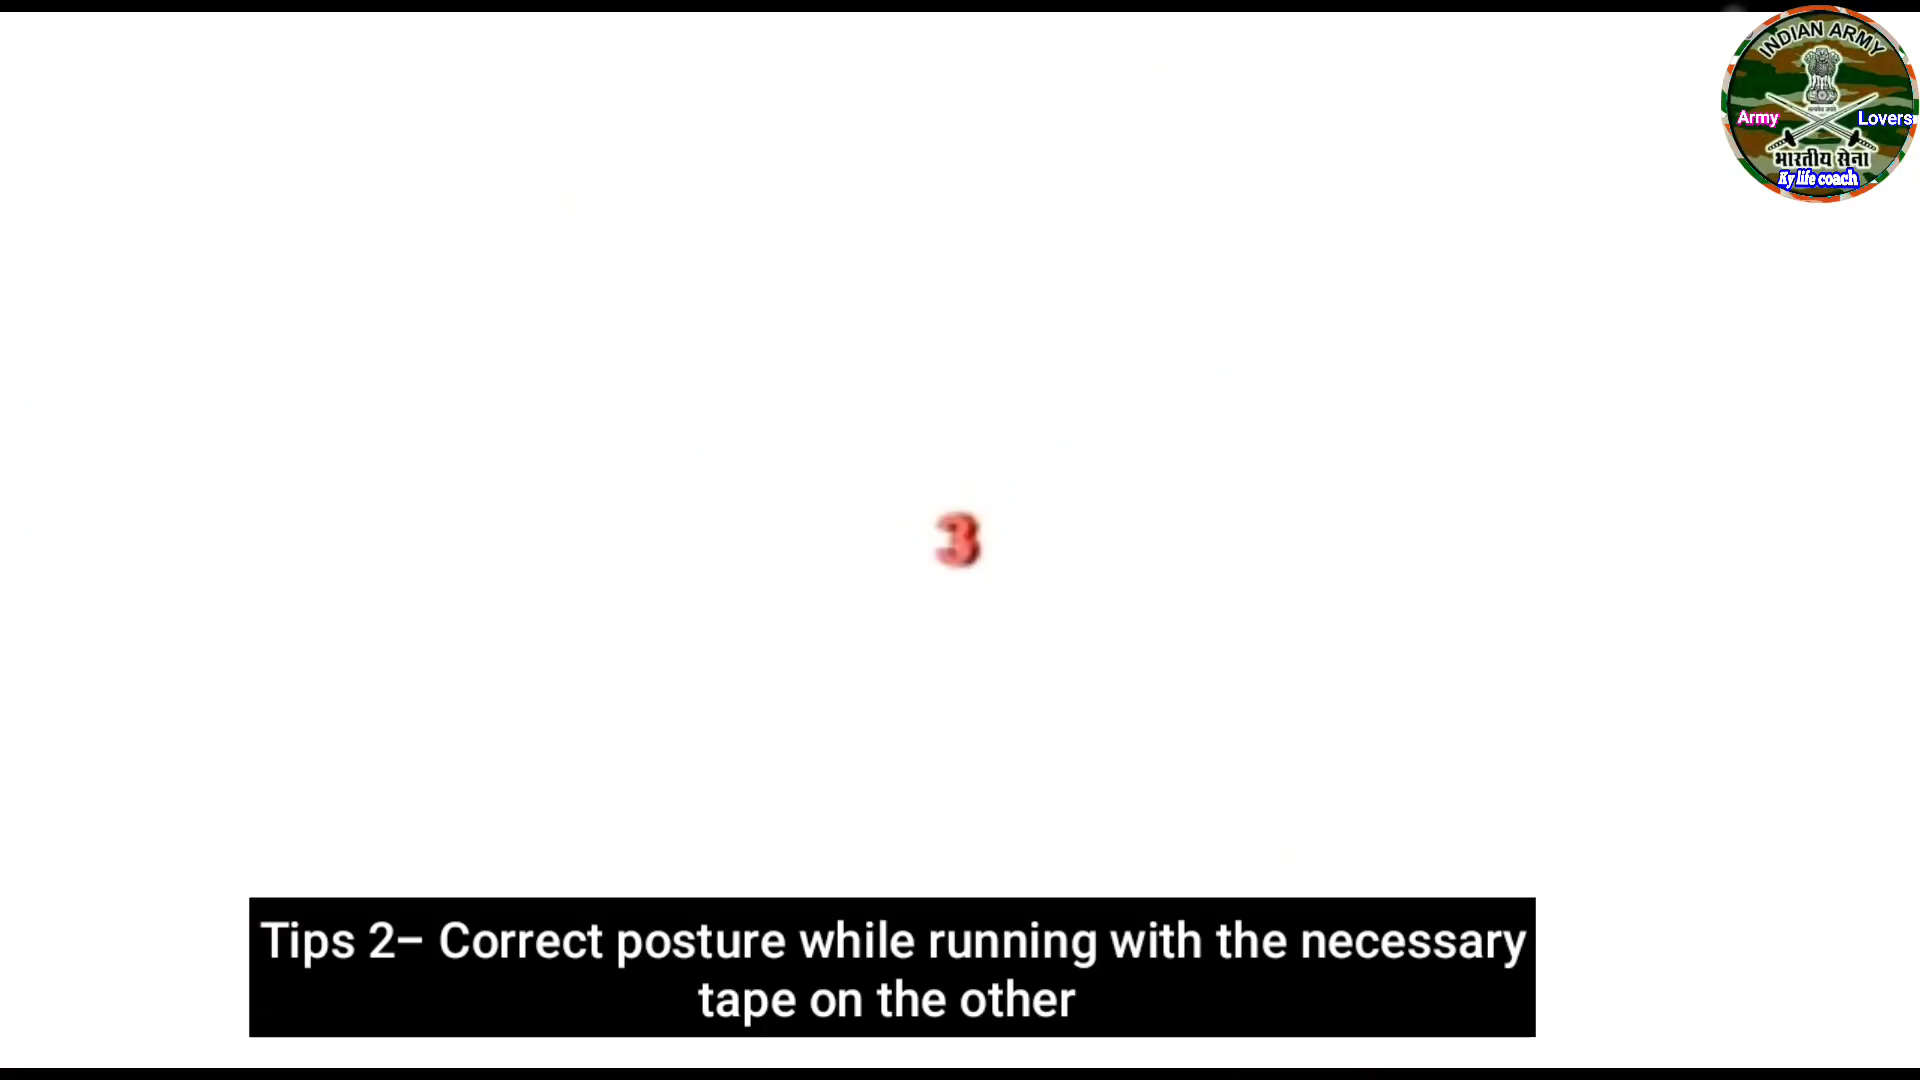 INDIAN ARMY
Army Lovers
भारतीय सेना
Ky life coach
3
Tips 2– Correct posture while running with the necessary
tape on the other